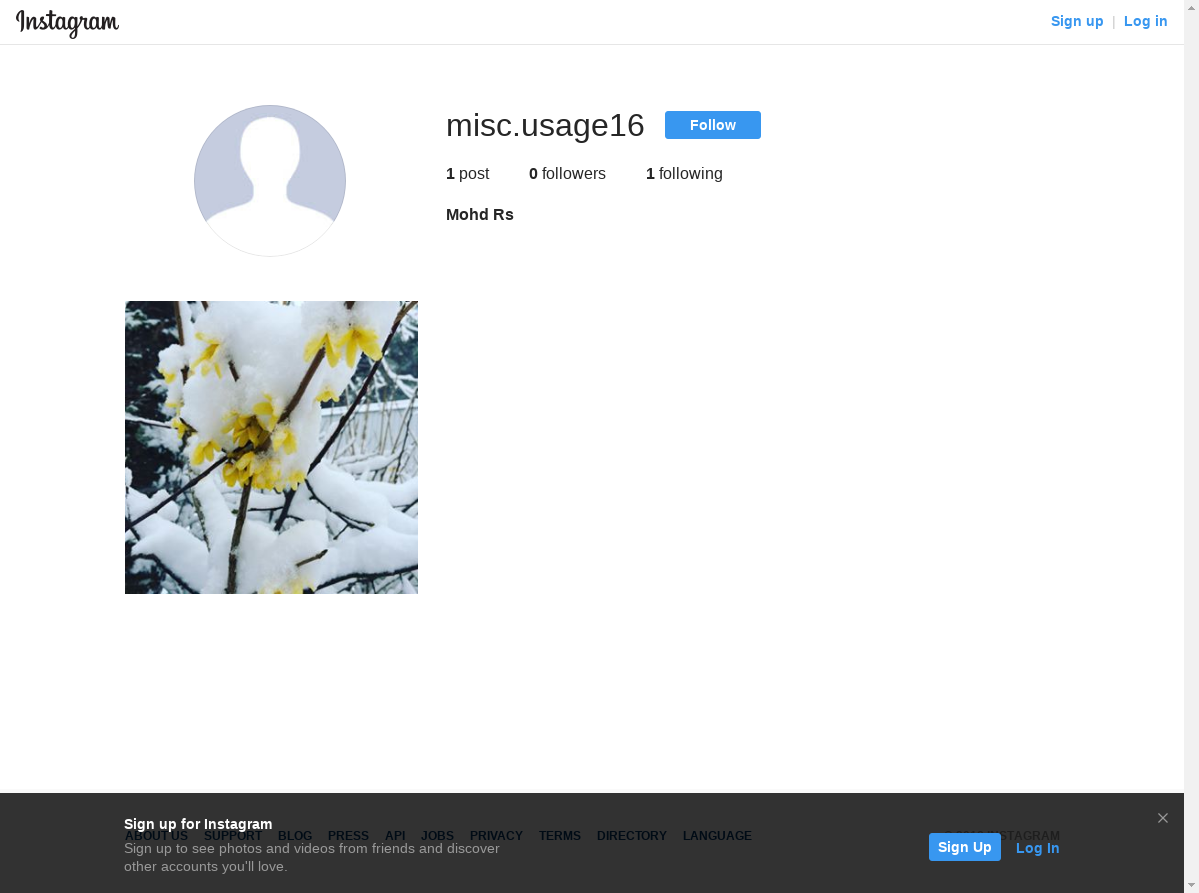 Instagram
Sign up | Log in
misc.usage16 Follow
1 post 0 followers 1 following
Mohd Rs
Sign up for Instagram
ABOUT US SUPPORT BLOG PRESS API JOBS PRIVACY TERMS DIRECTORY LANGUAGE INSTAGRAM
Sign up to see photos and videos from friends and discover
other accounts you'll love.
Sign Up Log In